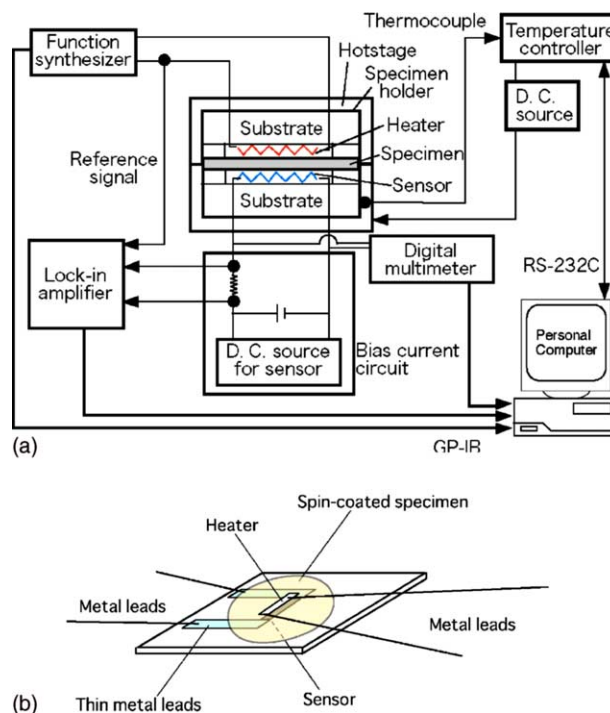 Function
synthesizer
Thermocouple
Temperature
controller
Hotstage
Specimen
holder
D. C.
source
Substrate
Heater
Specimen
Sensor
Substrate
Reference
signal
Digital
multimeter
RS-232C
Lock-in
amplifier
Personal
Computer
D. C. source
for sensor
Bias current
circuit
GP-IB
(a)
Spin-coated specimen
Heater
Metal leads
Metal leads
Thin metal leads
Sensor
(b)